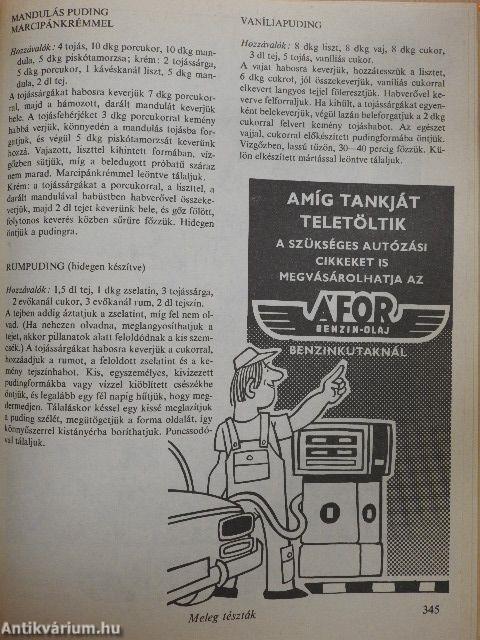 MANDULÁS PUDING
MARCIPÁNKRÉMMEL
Hozzávalók: 4 tojás, 10 dkg porcukor, 10 dkg man-
dula, 5 dkg piskótamorzsa; krém: 2 tojássárga,
5 dkg porcukor, 1 kávéskanál liszt, 5 dkg man-
dula, 2 dl tej.
A tojássárgákat habosra keverjük 7 dkg porcukor-
ral, majd a hámozott, darált mandulát keverjük
bele. A tojásfehérjéket 3 dkg porcukorral kemény
habbá verjük, könnyedén a mandulás tojásba for-
gatjuk, és végül 5 dkg piskótamorzsát keverünk
hozzá. Vajazott, liszttel kihintett formában, víz-
gőzben sütjük, míg a beledugott próbatű száraz
nem marad. Marcipánkrémmel leöntve tálaljuk.
Krém: a tojássárgákat a porcukorral, a liszttel, a
darált mandulával habüstben habverővel összeke-
verjük, majd 2 dl tejet keverünk bele, és gőz fölött,
folytonos keverés közben sűrűre főzzük. Hidegen
öntjük a pudingra.
RUMPUDING (hidegen készítve)
Hozzávalók: 1,5 dl tej, 1 dkg zselatin, 3 tojássárga,
2 evőkanál cukor, 3 evőkanál rum, 2 dl tejszín.
A tejben addig áztatjuk a zselatint, míg fel nem ol-
vad. (Ha nehezen olvadna, meglangyosíthatjuk a
tejet, akkor pillanatok alatt feloldódnak a kis szem-
csék.) A tojássárgákat habosra keverjük a cukorral,
hozzáadjuk a rumot, a feloldott zselatint és a ke-
mény tejszínhabot. Kis, egyszemélyes, kivizezett
pudingformákba vagy vízzel kiöblített csészékbe
öntjük, és legalább egy fél napig hűtjük, hogy meg-
dermedjen. Tálaláskor késsel egy kissé meglazítjuk
a puding szélét, megütögetjük a forma oldalát, így
könnyűszerrel kistányérba boríthatjuk. Puncssodó-
val tálaljuk.
VANÍLIAPUDING
Hozzávalók: 8 dkg liszt, 8 dkg vaj, 8 dkg cukor,
3 dl tej, 5 tojás, vaníliás cukor.
A vajat habosra keverjük, hozzátesszük a lisztet,
6 dkg cukrot, jól összekeverjük, vaníliás cukorral
elkevert langyos tejjel föleresztjük. Habverővel ke-
verve felforraljuk. Ha kihűlt, a tojássárgákat egyen-
ként belekeverjük, végül lazán beleforgatjuk a 2 dkg
cukorral felvert kemény tojáshabot. Az egészet
vajjal, cukorral előkészített pudingformába öntjük.
Vízgőzben, lassú tűzön, 30—40 percig főzzük. Kü-
lön elkészített mártással leöntve tálaljuk.
AMÍG TANKJÁT
TELETÖLTIK
A SZÜKSÉGES AUTÓZÁSI
CIKKEKET IS
MEGVÁSÁROLHATJA AZ
AFOR
BENZIN-OLAJ
BENZINKUTAKNÁL
Meleg tészták
345
Antikvárium.hu